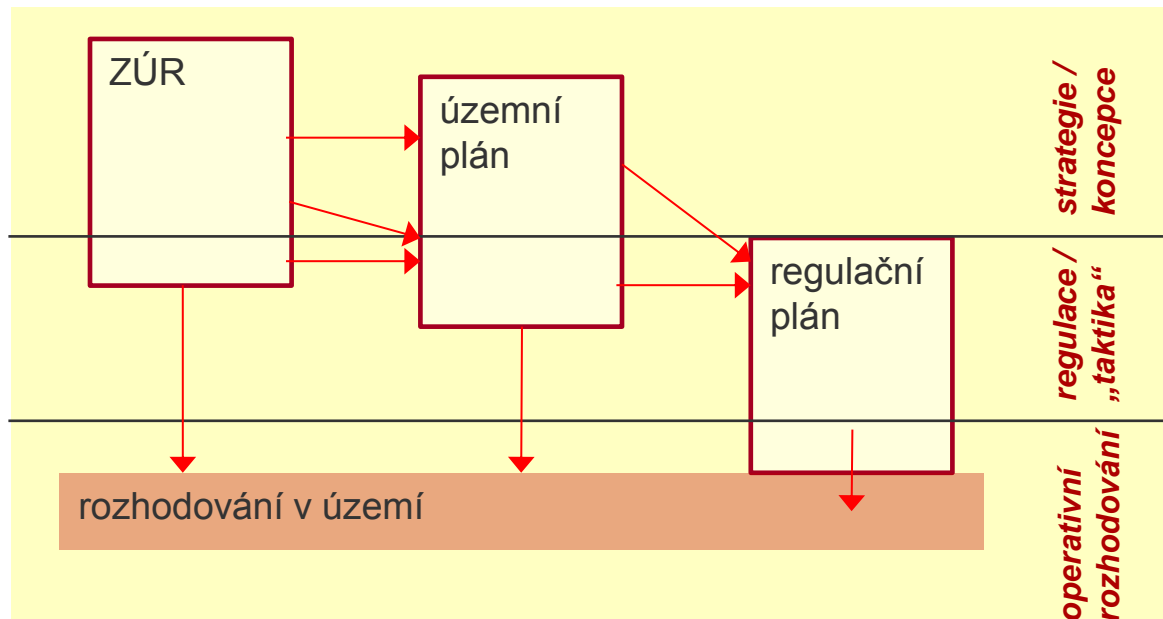 ZÚR
územní
plán
regulační
plán
rozhodování v území
strategie /
koncepce
regulace /
„taktika“
operativní
rozhodování